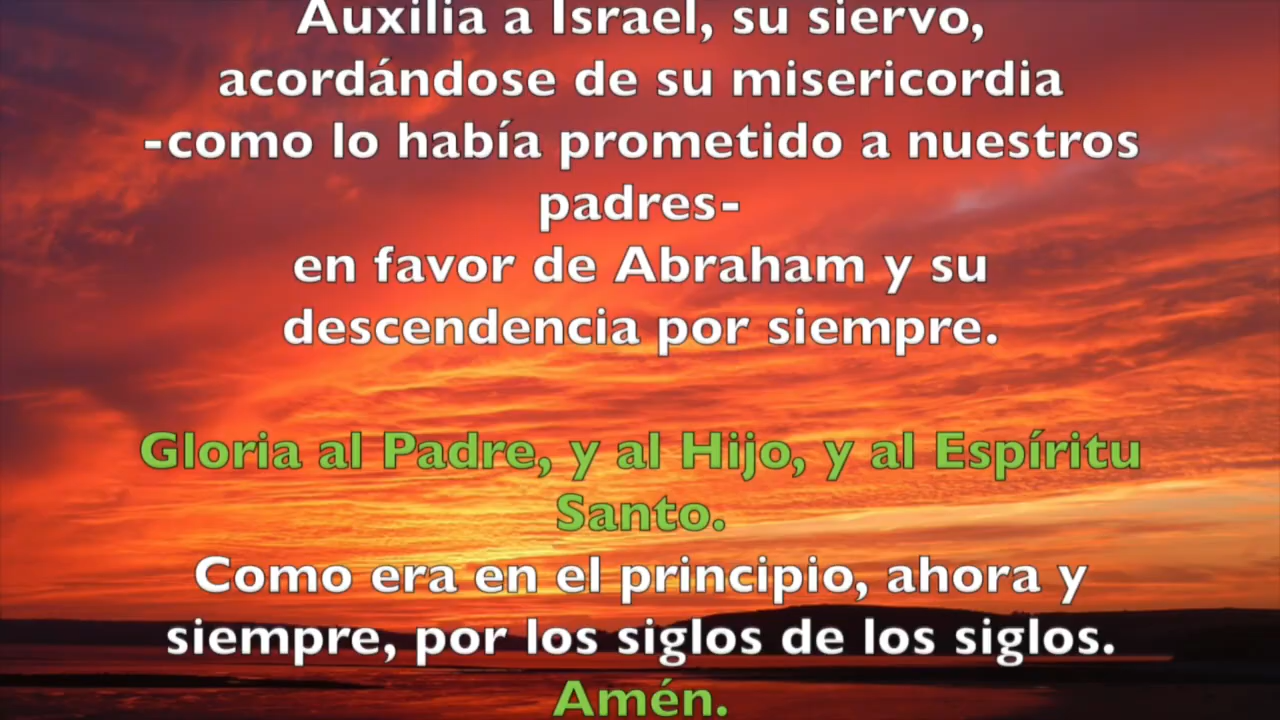 Auxilia a Israel, su siervo,
acordándose de su misericordia
-como lo había prometido a nuestros
padres-
en favor de Abraham y su
descendencia por siempre.
Gloria al Padre, y al Hijo, y al Espíritu
Santo.
Como era en el principio, ahora y
siempre, por los siglos de los siglos.
Amén.